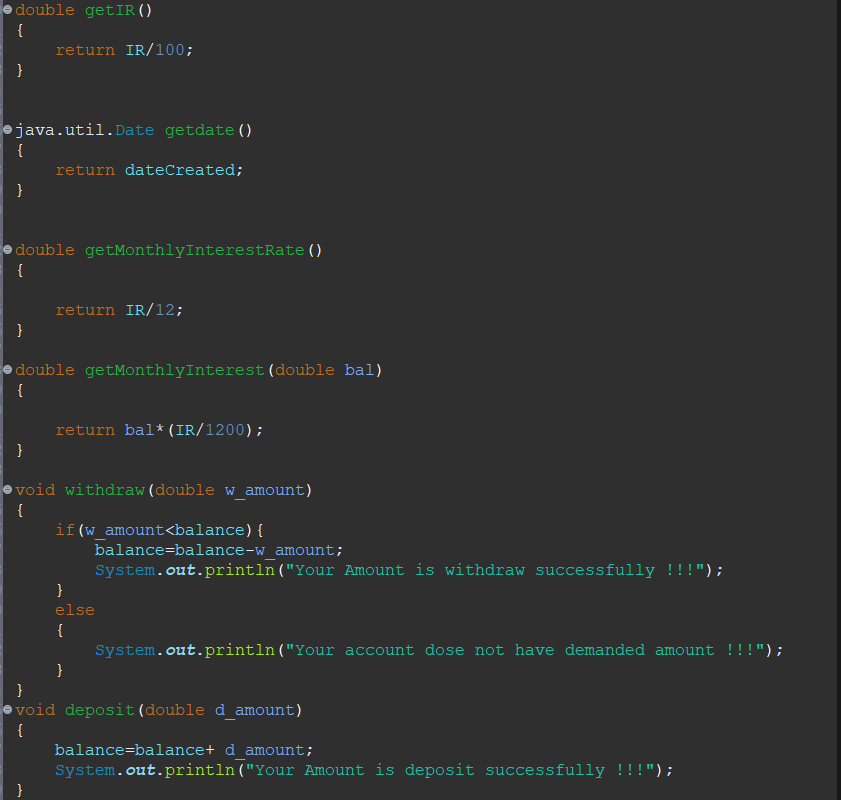 double getIR()
{
return IR/100;
}
java.util.Date getdate()
{
return dateCreated;
}
double getMonthlyInterestRate()
{
return IR/12;
}
double getMonthlyInterest(double bal)
{
return bal*(IR/1200);
}
void withdraw(double w_amount)
{
if(w_amount<balance){
balance=balance-w_amount;
System.out.println("Your Amount is withdraw successfully !!!");
}
else
{
System.out.println("Your account dose not have demanded amount !!!");
}
}
void deposit(double d_amount)
{
balance=balance+ d_amount;
System.out.println("Your Amount is deposit successfully !!!");
}